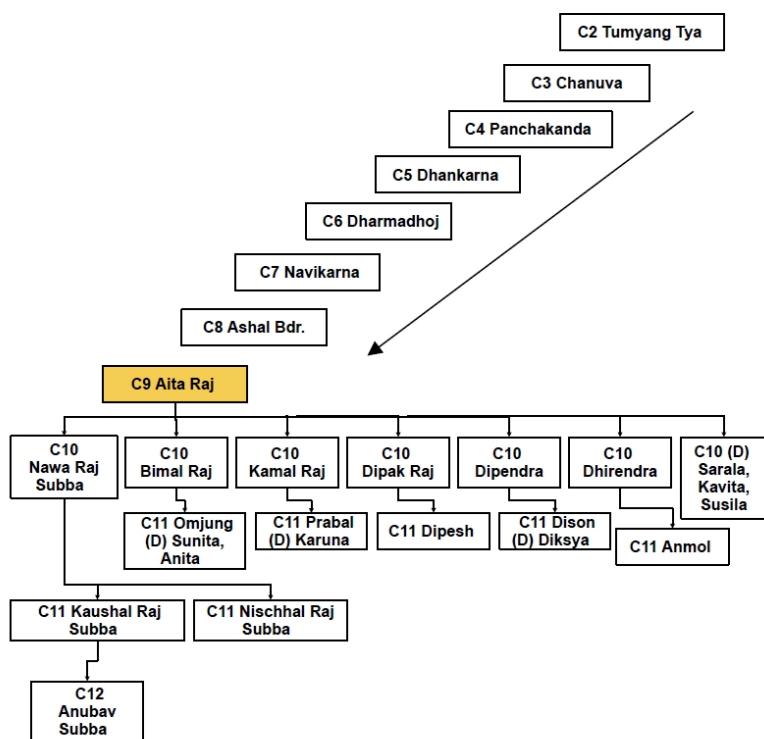 C2 Tumyang Tya
C3 Chanuva
C4 Panchakanda
C5 Dhankarna
C6 Dharmadhoj
C7 Navikarna
C8 Ashal Bdr.
C9 Aita Raj
C10
Nawa Raj
Subba
C10
Bimal Raj
C10
Kamal Raj
C10
Dipak Raj
C10
Dipendra
C10
Dhirendra
C10 (D)
Sarala,
Kavita,
Susila
C11 Omjung
(D) Sunita,
Anita
C11 Prabal
(D) Karuna
C11 Dipesh
C11 Dison
(D) Diksya
C11 Anmol
C11 Kaushal Raj
Subba
C11 Nischhal Raj
Subba
C12
Anubav
Subba